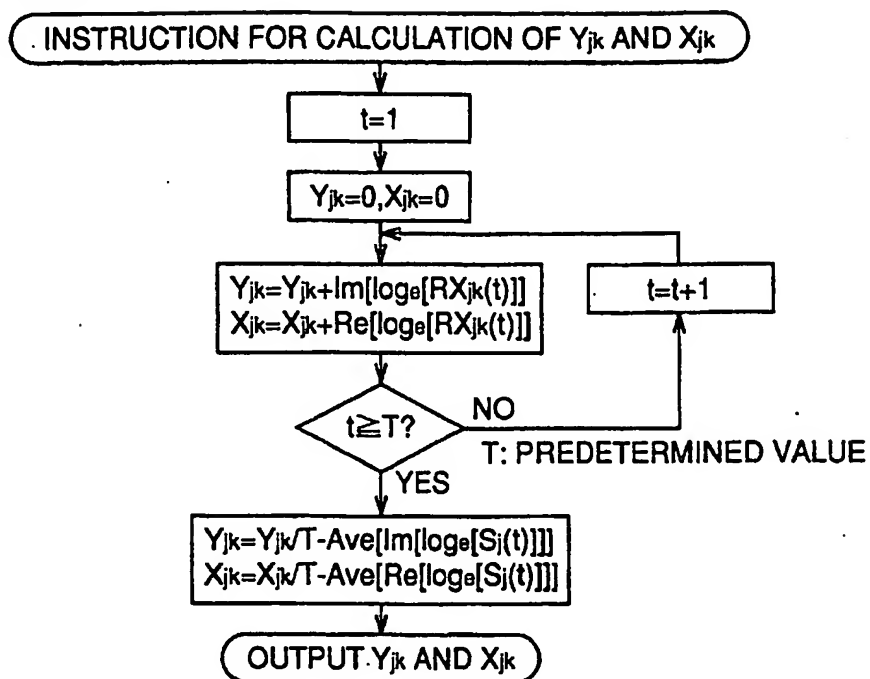 INSTRUCTION FOR CALCULATION OF Yjk AND Xjk
t=1
Yjk=0,Xjk=0
Yjk=Yjk+Im[loge[RXjk(t)]]
Xjk=Xjk+Re[loge[RXjk(t)]]
t=t+1
t≧T?
NO
T: PREDETERMINED VALUE
YES
Yjk=Yjk/T-Ave[Im[loge[Sj(t)]]]
Xjk=Xjk/T-Ave[Re[loge[Sj(t)]]]
OUTPUT Yjk AND Xjk